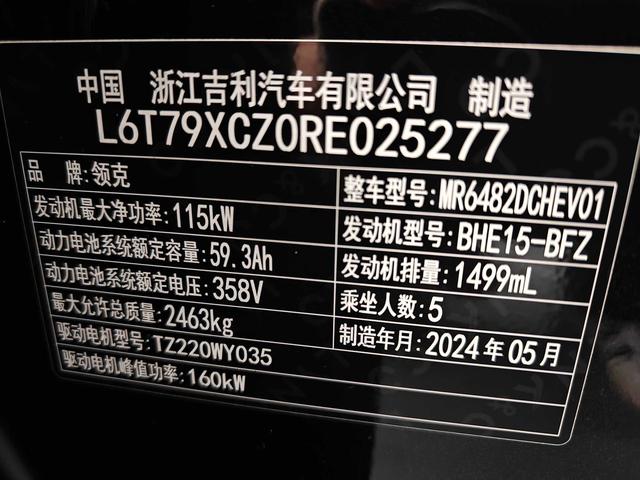 中国 浙江吉利汽车有限公司 制造
L6T79XCZ0RE025277
品 牌:领克
整车型号:MR6482DCHEV01
发动机最大净功率:115kW
发动机型号:BHE15-BFZ
动力电池系统额定容量:59.3Ah
发动机排量:1499mL
动力电池系统额定电压:358V
乘坐人数:5
最大允许总质量:2463kg
制造年月:2024年05月
驱动电机型号:TZ220WY035
驱动电机峰值功率:160kW